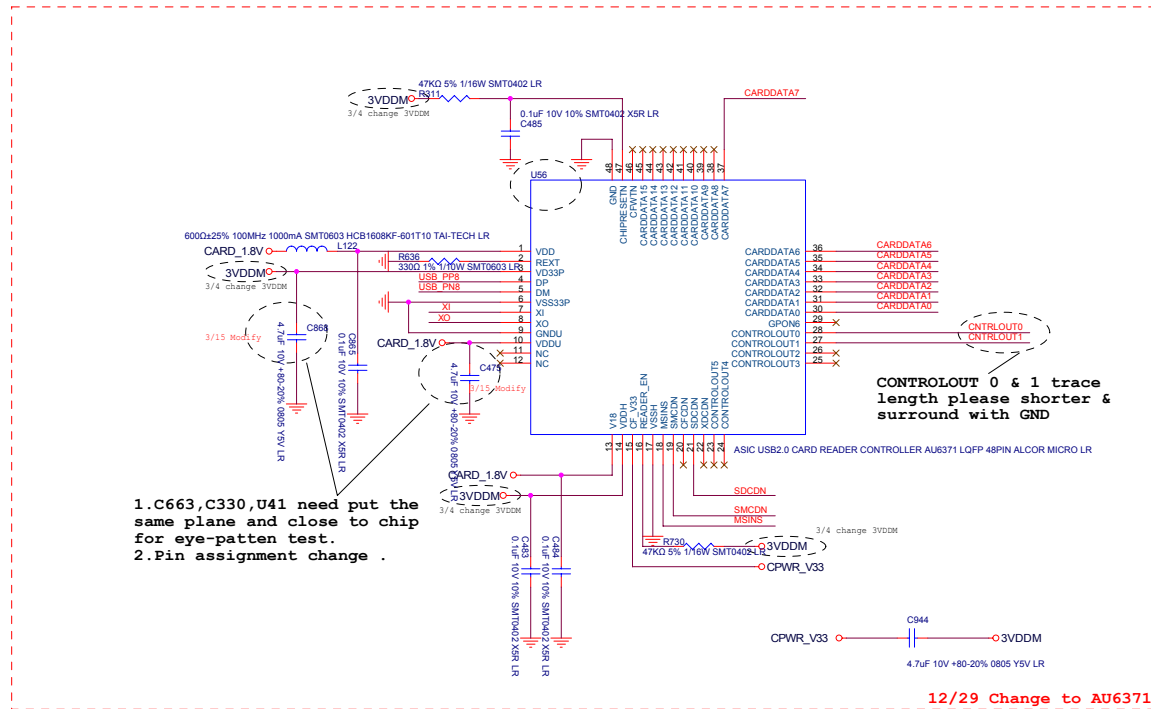 47KΩ 5% 1/16W SMT0402 LR
R311
3VDDM
3/4 change 3VDDM
0.1uF 10V 10% SMT0402 X5R LR
C485
CARDDATA7
U56
48
47
46
45
44
43
42
41
40
39
38
37
GND
CHIPRESETN
CFWTN
CARDDATA15
CARDDATA14
CARDDATA13
CARDDATA12
CARDDATA11
CARDDATA10
CARDDATA9
CARDDATA8
CARDDATA7
600Ω±25% 100MHz 1000mA SMT0603 HCB1608KF-601T10 TAI-TECH LR
L122
CARD_1.8V
R636
330Ω 1% 1/10W SMT0603 LR
3VDDM
3/4 change 3VDDM
USB_PP8
USB_PN8
XI
XO
CARD_1.8V
1 VDD
2 REXT
3 VD33P
4 DP
5 DM
6 VSS33P
7 XI
8 XO
9 GNDU
10 VDDU
11 NC
12 NC
CARDDATA6 36 CARDDATA6
CARDDATA5 35 CARDDATA5
CARDDATA4 34 CARDDATA4
CARDDATA3 33 CARDDATA3
CARDDATA2 32 CARDDATA2
CARDDATA1 31 CARDDATA1
CARDDATA0 30 CARDDATA0
GPON6 29
CONTROLOUT0 28 CNTRLOUT0
CONTROLOUT1 27 CNTRLOUT1
CONTROLOUT2 26
CONTROLOUT3 25
3/15 Modify
C868
4.7uF 10V +80-20% 0805 Y5V LR
C865
0.1uF 10V 10% SMT0402 X5R LR
C475
4.7uF 10V +80-20% 0805 Y5V LR
3/15 Modify
CONTROLOUT 0 & 1 trace
length please shorter &
surround with GND
V18
VDDH
CF_V33
READER_EN
VSSH
MSINS
SMCDN
CFCDN
SDCDN
XDCDN
CONTROLOUT5
CONTROLOUT4
13
14
15
16
17
18
19
20
21
22
23
24
ASIC USB2.0 CARD READER CONTROLLER AU6371 LQFP 48PIN ALCOR MICRO LR
CARD_1.8V
3VDDM
3/4 change 3VDDM
SDCDN
SMCDN
MSINS
1.C663,C330,U41 need put the
same plane and close to chip
for eye-patten test.
2.Pin assignment change .
3/4 change 3VDDM
R730
47KΩ 5% 1/16W SMT0402 LR
3VDDM
CPWR_V33
C483
0.1uF 10V 10% SMT0402 X5R LR
C484
0.1uF 10V 10% SMT0402 X5R LR
C944
CPWR_V33
3VDDM
4.7uF 10V +80-20% 0805 Y5V LR
12/29 Change to AU6371